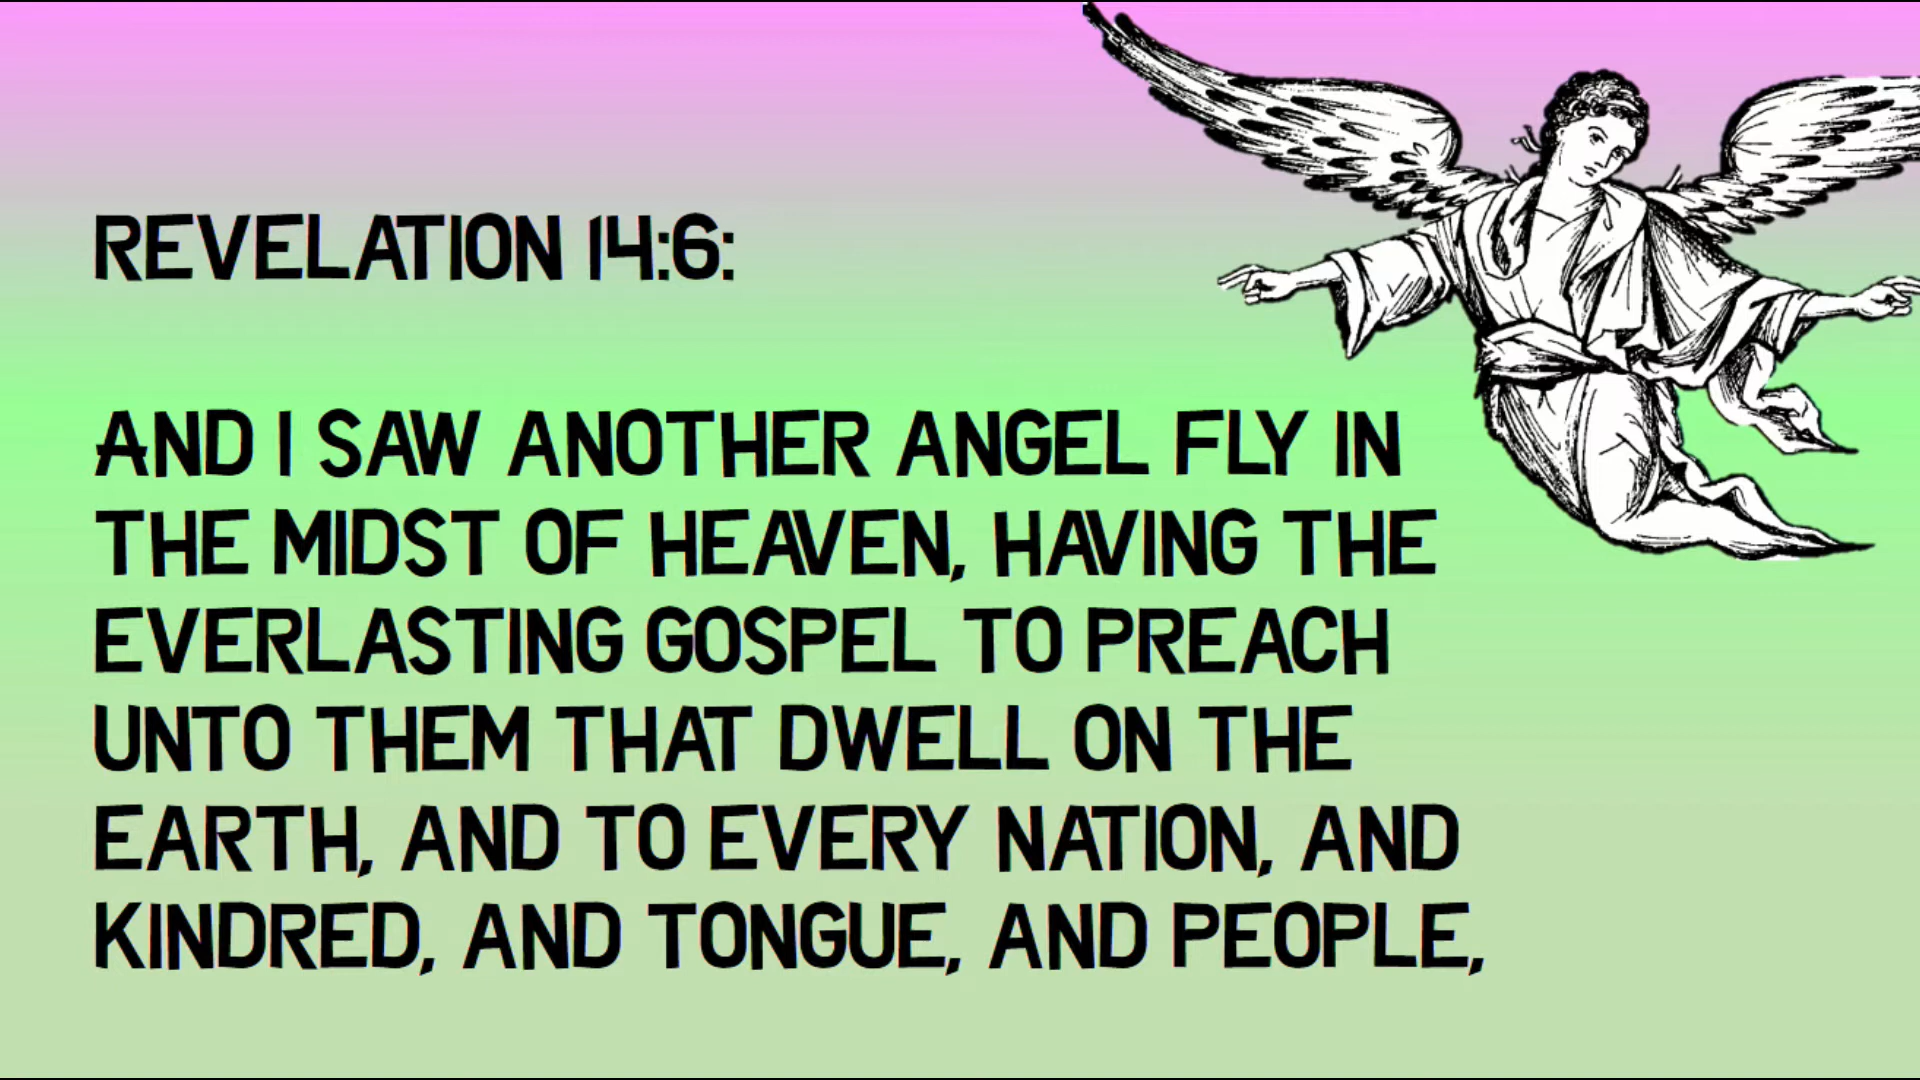 REVELATION 14:6:
AND I SAW ANOTHER ANGEL FLY IN
THE MIDST OF HEAVEN, HAVING THE
EVERLASTING GOSPEL TO PREACH
UNTO THEM THAT DWELL ON THE
EARTH, AND TO EVERY NATION, AND
KINDRED, AND TONGUE, AND PEOPLE,